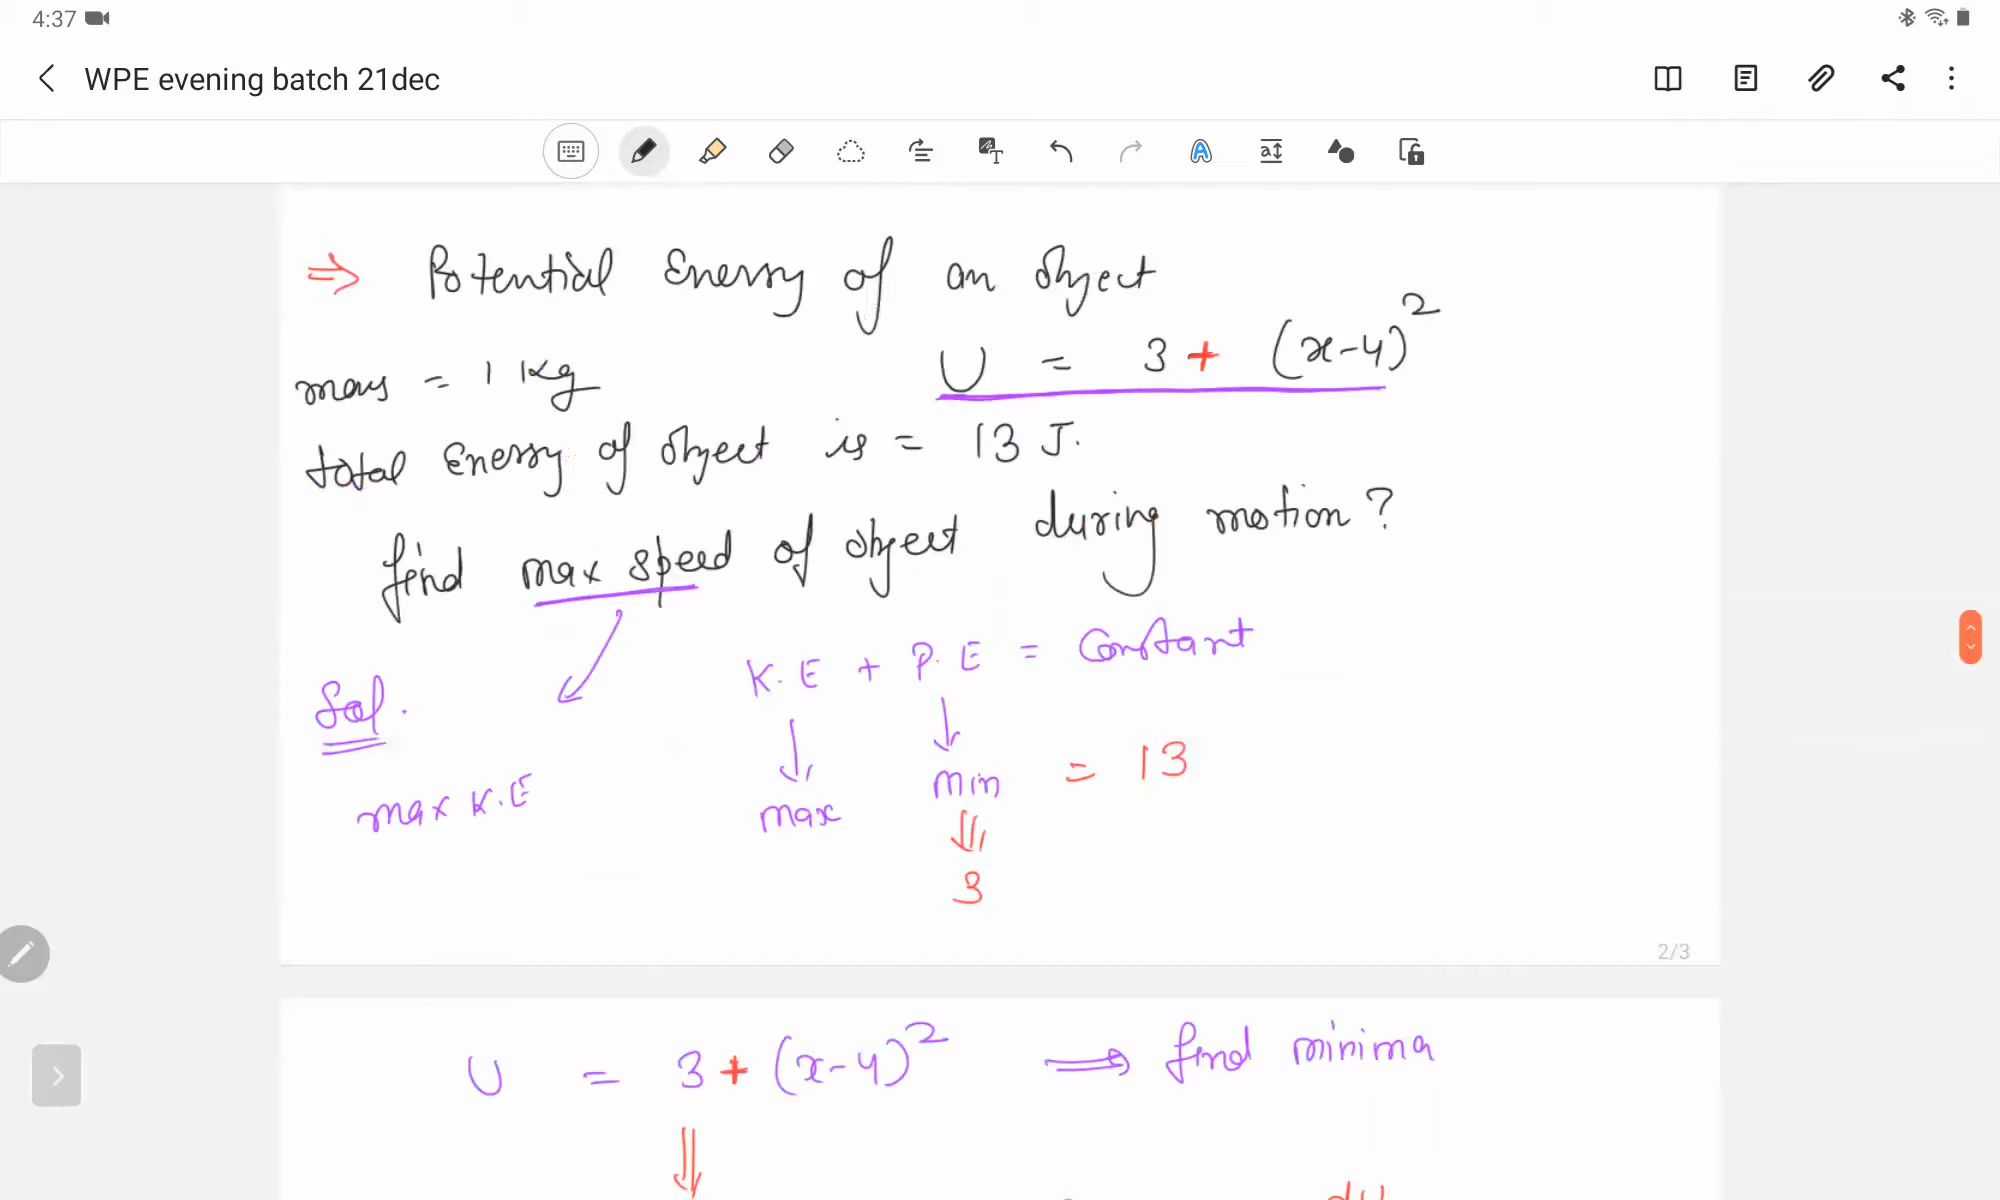 4:37
WPE evening batch 21dec
⇒ Potential Energy of an object
U = 3 + (x-4)²
mass = 1 Kg
total Energy of object is = 13 J.
find max speed of object during motion?
K.E + P.E = Constant
Sol.
max K.E
max
min = 13
3
2/3
U = 3 + (x-4)² ⟹ find minima